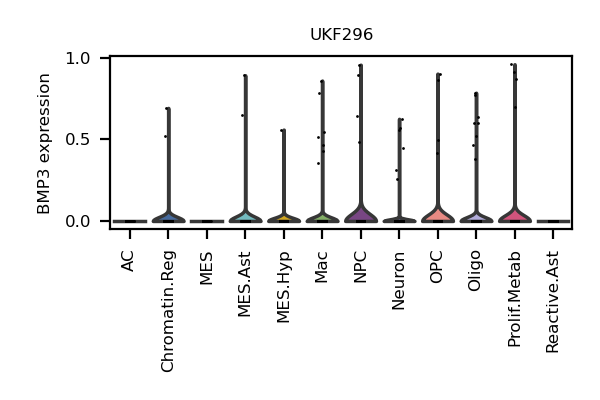 UKF296
BMP3 expression
1.0
0.5
0.0
AC
Chromatin.Reg
MES
MES.Ast
MES.Hyp
Mac
NPC
Neuron
OPC
Oligo
Prolif.Metab
Reactive.Ast